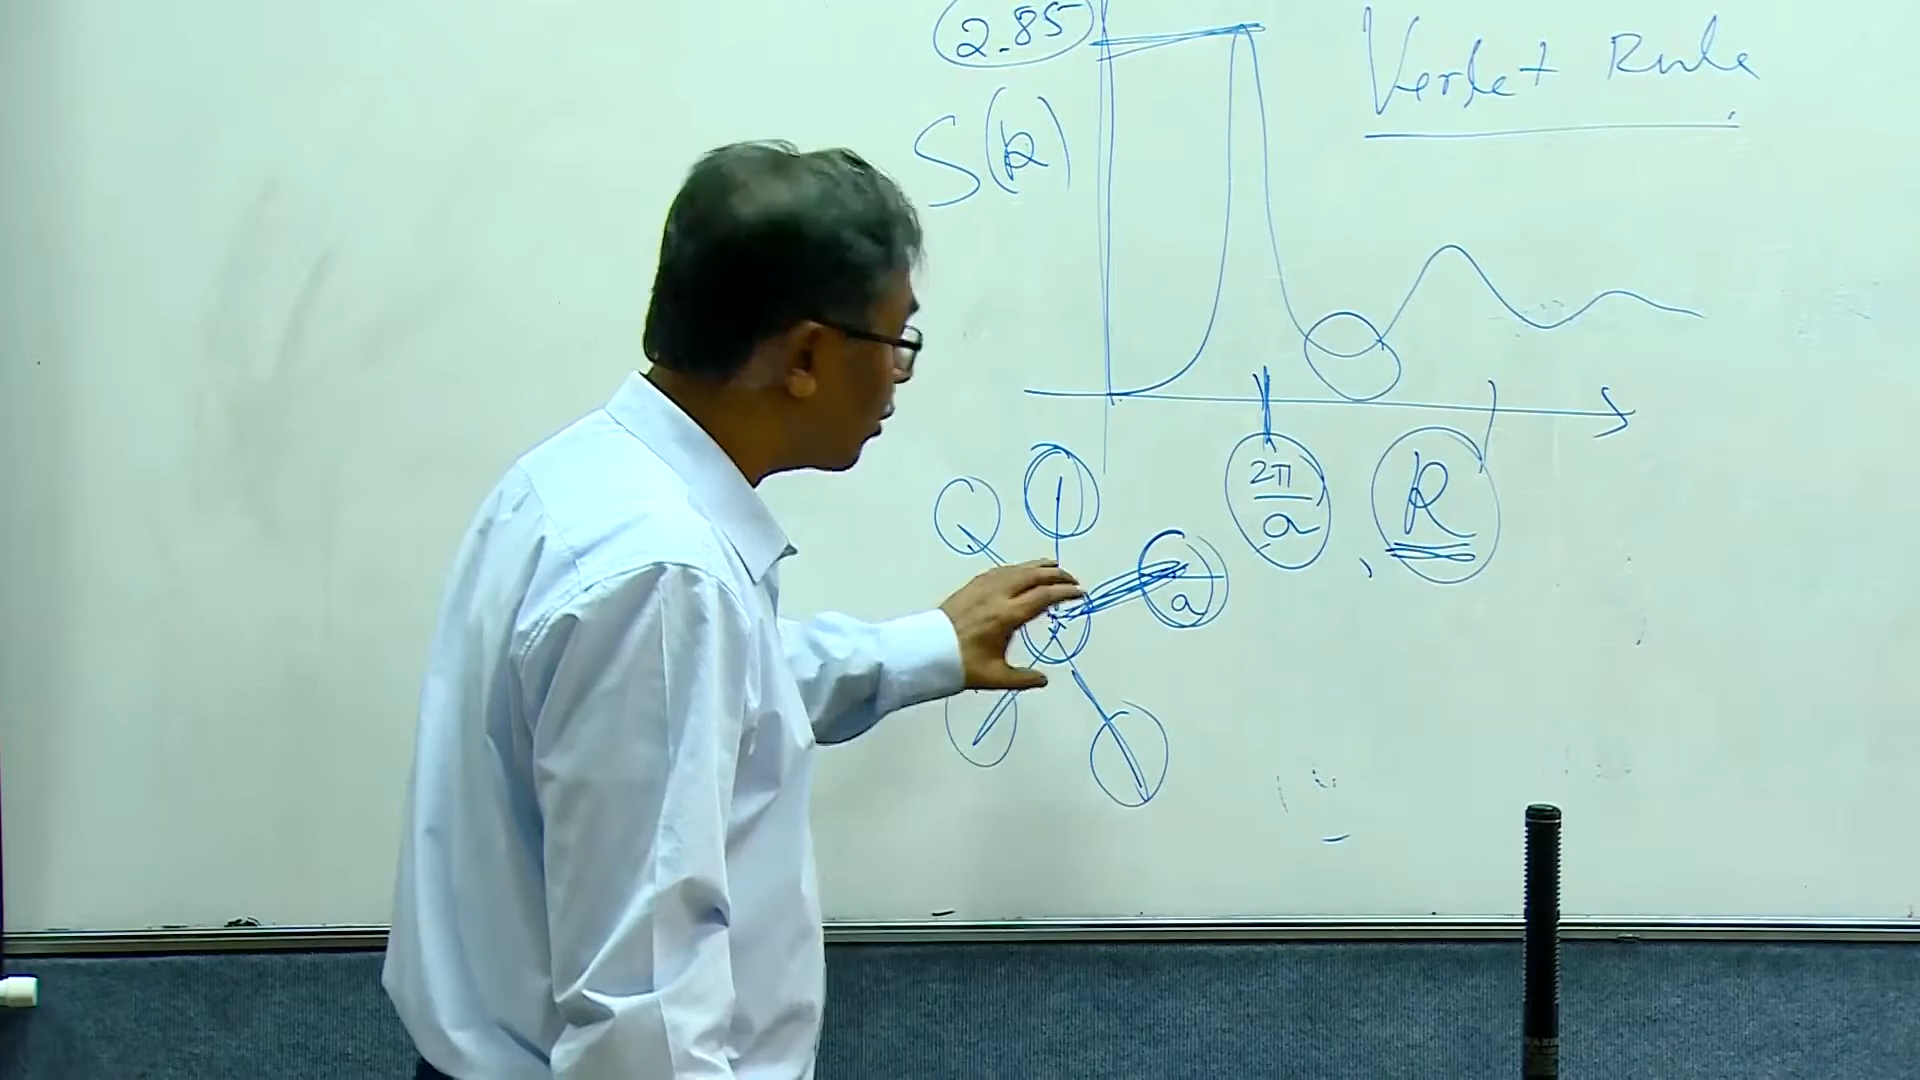 2.85
Verlet Rule
S(k)
2π/a , k
a